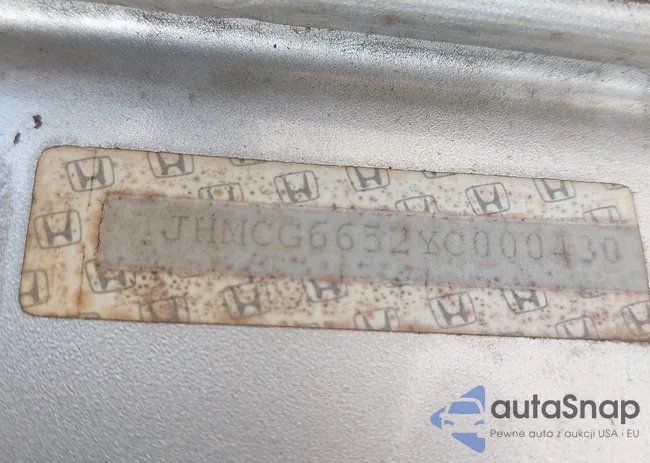 JHMCG6652YC000430
autaSnap
Pewne auta z aukcji USA i EU